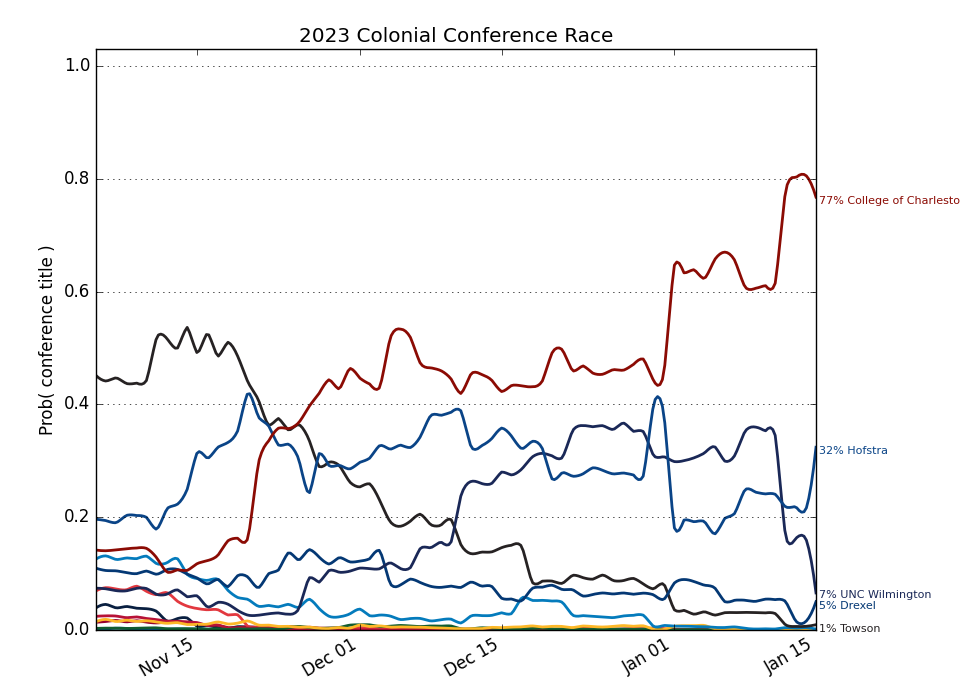 2023 Colonial Conference Race
Prob( conference title )
1.0
0.8
0.6
0.4
0.2
0.0
77% College of Charlesto
32% Hofstra
7% UNC Wilmington
5% Drexel
1% Towson
Nov 15
Dec 01
Dec 15
Jan 01
Jan 15